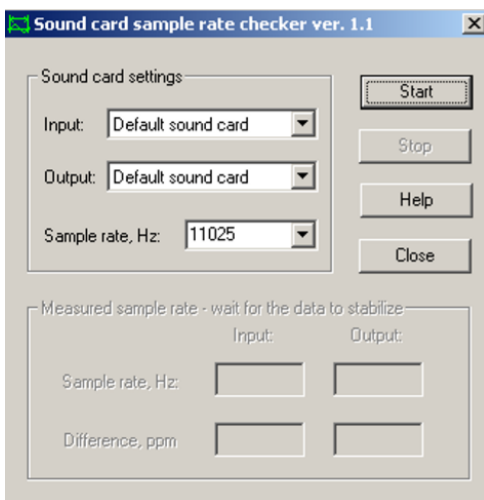 Sound card sample rate checker ver. 1.1
Sound card settings
Input: Default sound card
Output: Default sound card
Sample rate, Hz: 11025
Start
Stop
Help
Close
Measured sample rate - wait for the data to stabilize
Input: Output:
Sample rate, Hz:
Difference, ppm